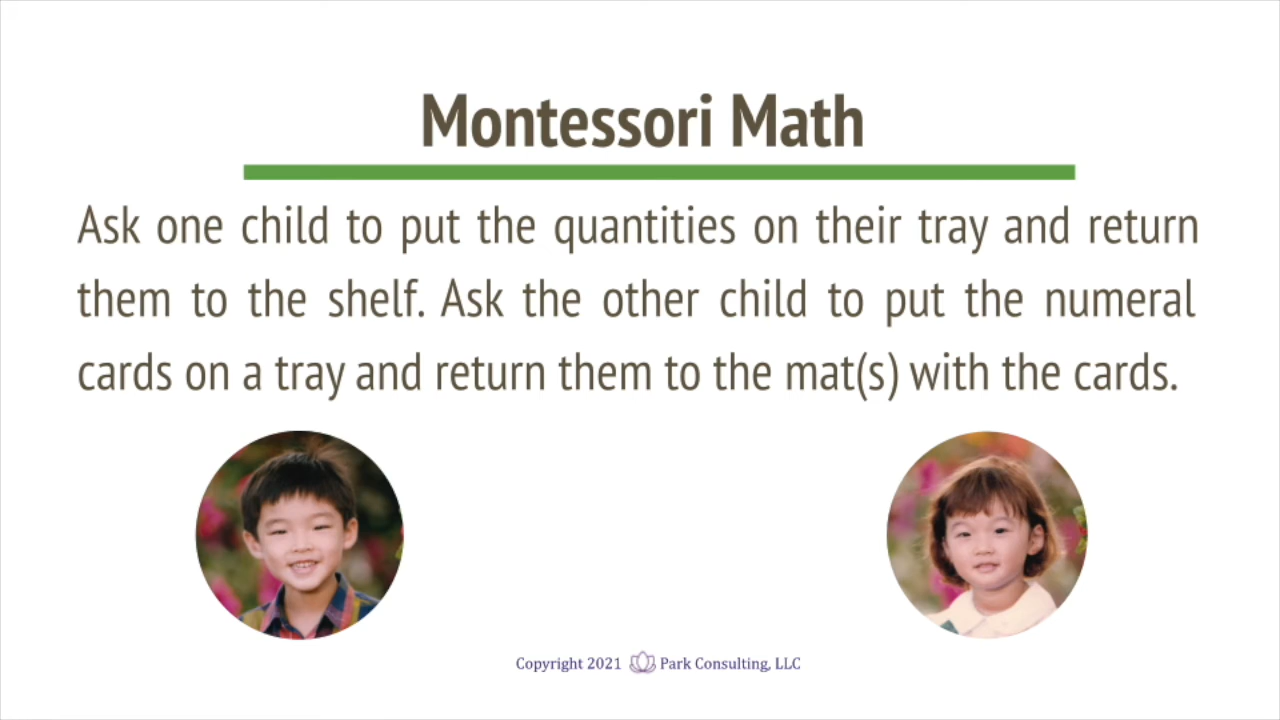 Montessori Math
Ask one child to put the quantities on their tray and return
them to the shelf. Ask the other child to put the numeral
cards on a tray and return them to the mat(s) with the cards.
Copyright 2021 Park Consulting, LLC